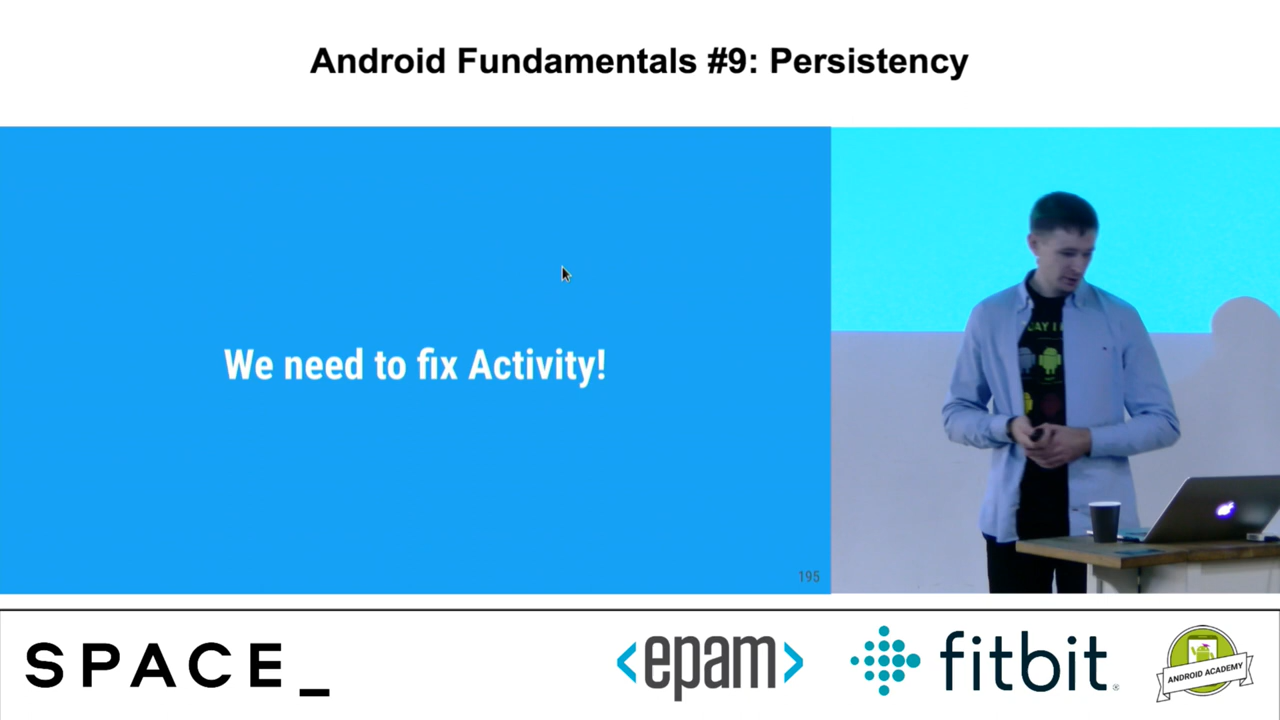 Android Fundamentals #9: Persistency
We need to fix Activity!
195
SPACE_
<epam>
fitbit®
ANDROID ACADEMY